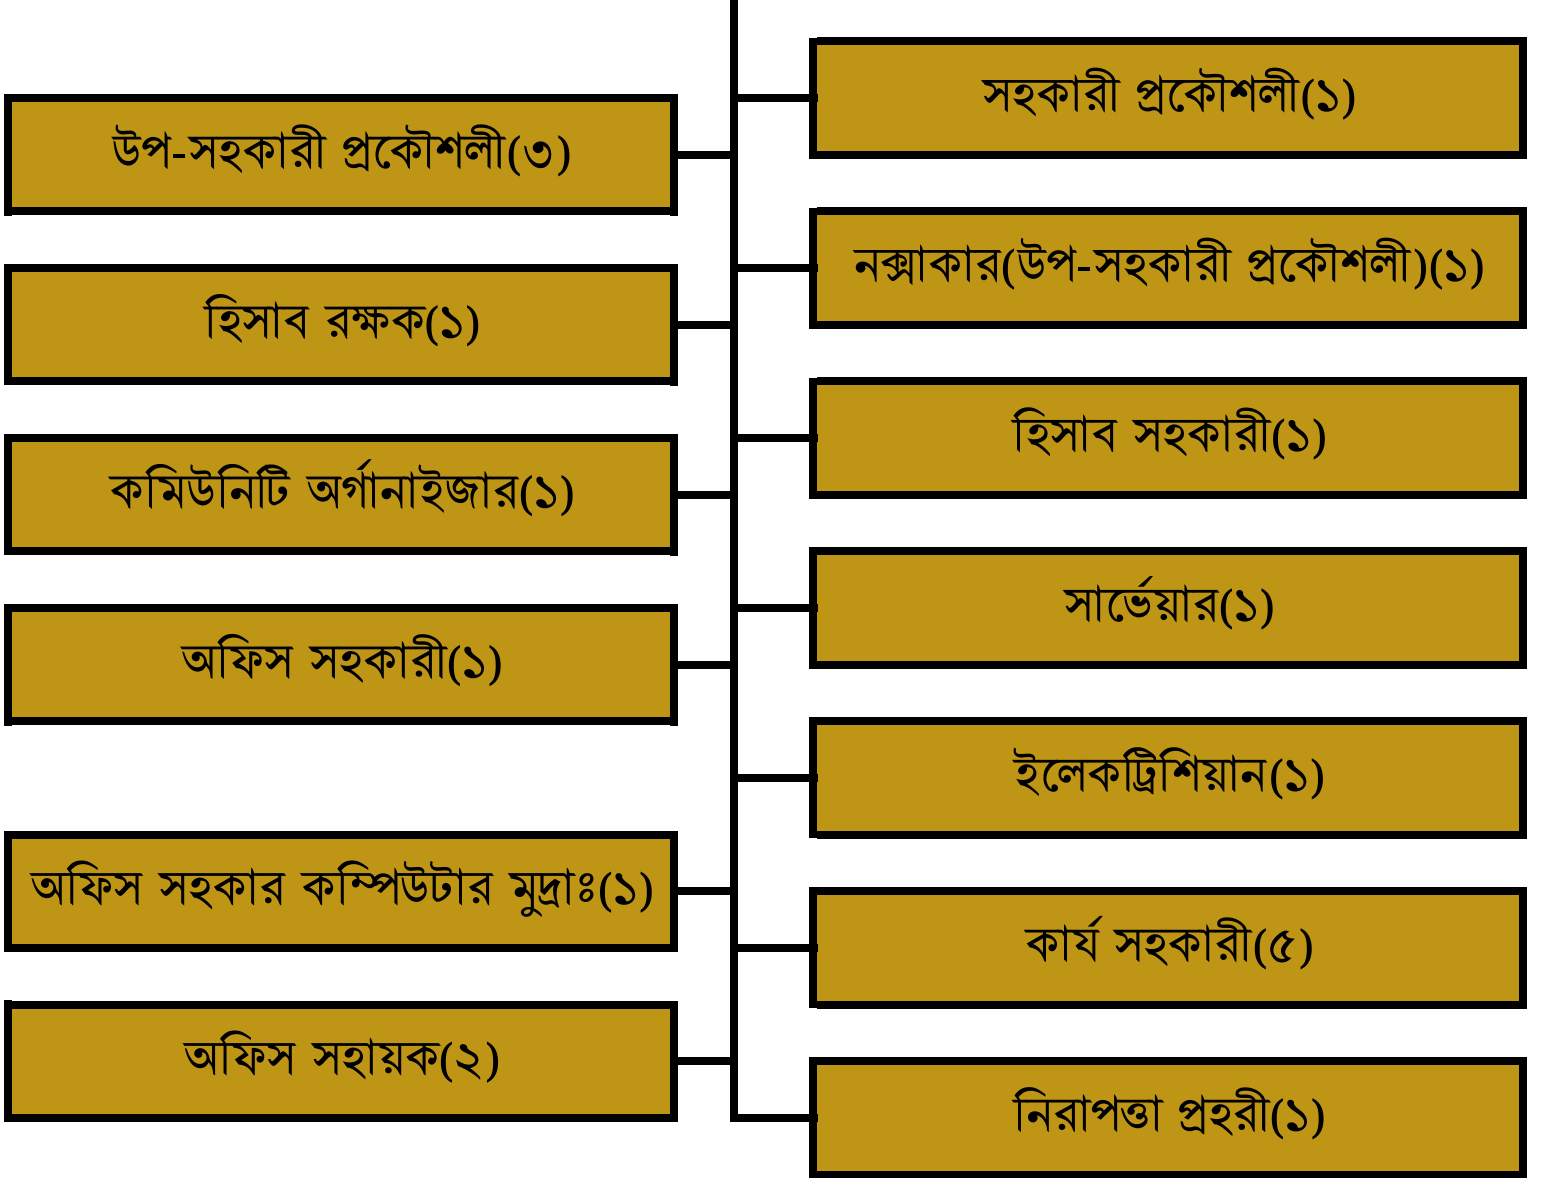 সহকারী প্রকৌশলী(১)
উপ-সহকারী প্রকৌশলী(৩)
নক্সাকার(উপ-সহকারী প্রকৌশলী)(১)
হিসাব রক্ষক(১)
হিসাব সহকারী(১)
কমিউনিটি অর্গানাইজার(১)
সার্ভেয়ার(১)
অফিস সহকারী(১)
ইলেকট্রিশিয়ান(১)
অফিস সহকার কম্পিউটার মুদ্রাঃ(১)
কার্য সহকারী(৫)
অফিস সহায়ক(২)
নিরাপত্তা প্রহরী(১)